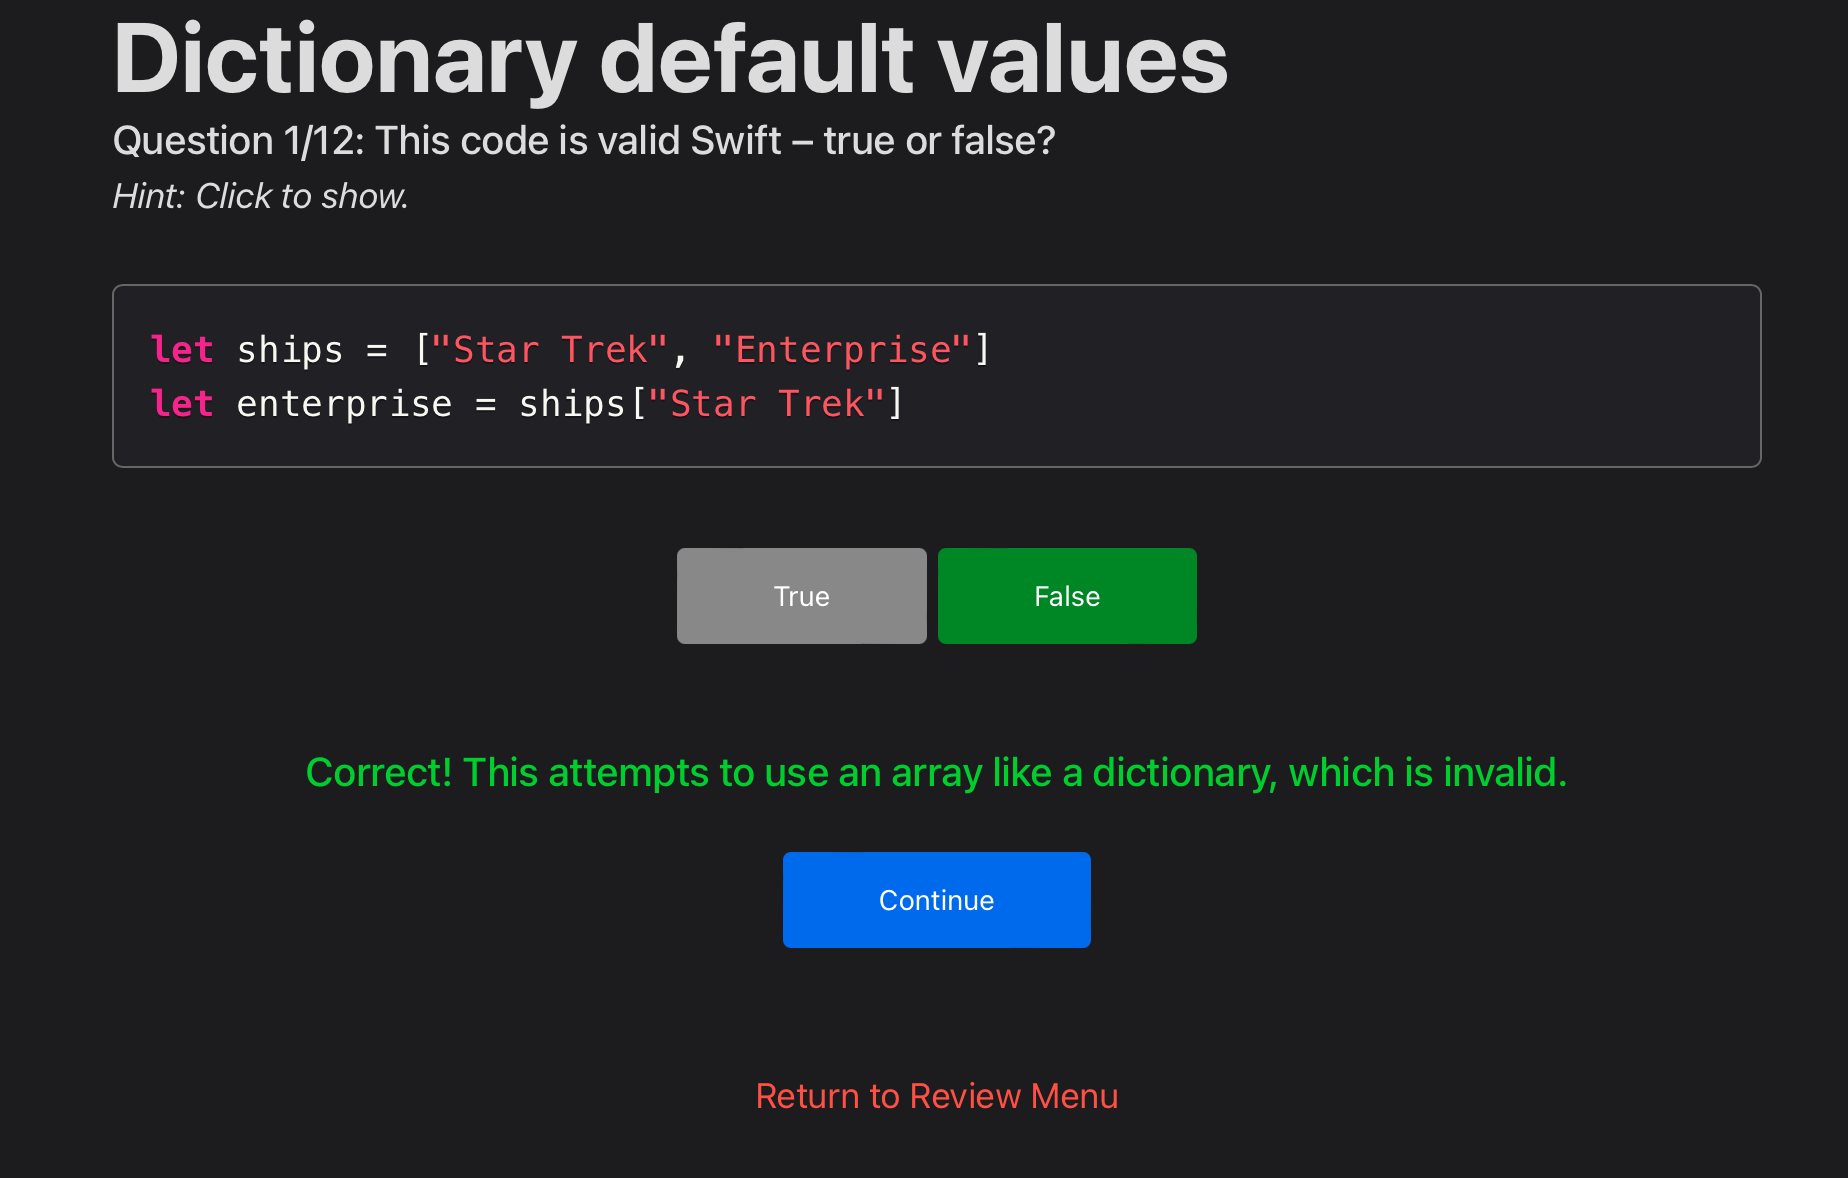 Dictionary default values
Question 1/12: This code is valid Swift – true or false?
Hint: Click to show.
let ships = ["Star Trek", "Enterprise"]
let enterprise = ships["Star Trek"]
True
False
Correct! This attempts to use an array like a dictionary, which is invalid.
Continue
Return to Review Menu